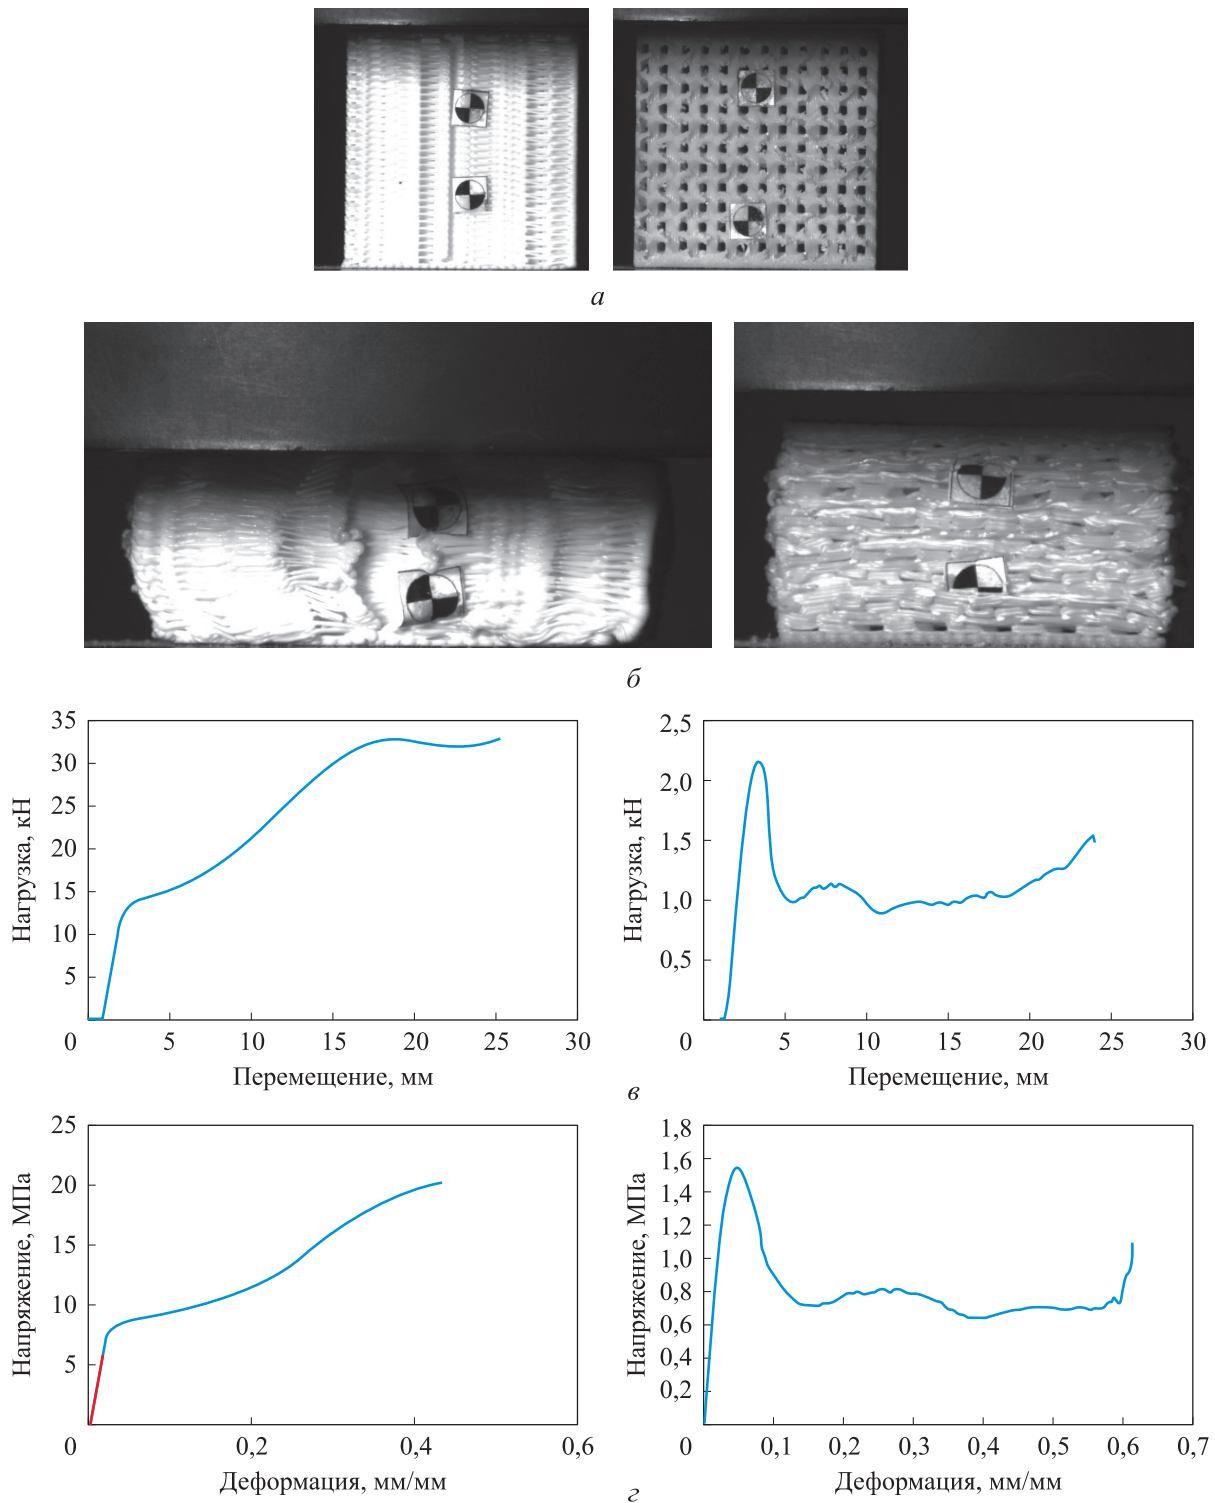 а
б
35
30
25
20
15
10
5
0
5 10 15 20 25 30
Нагрузка, кН
Перемещение, мм
2,5
2,0
1,5
1,0
0,5
0
5 10 15 20 25 30
Нагрузка, кН
Перемещение, мм
в
25
20
15
10
5
0
0,2 0,4 0,6
Напряжение, МПа
Деформация, мм/мм
1,8
1,6
1,4
1,2
1,0
0,8
0,6
0,4
0,2
0
0,1 0,2 0,3 0,4 0,5 0,6 0,7
Напряжение, МПа
Деформация, мм/мм
г